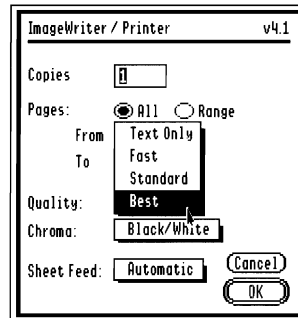 ImageWriter / Printer v4.1
Copies 1
Pages: All Range
From Text Only
To Fast
Standard
Quality: Best
Chroma: Black/White
Sheet Feed: Automatic Cancel
OK